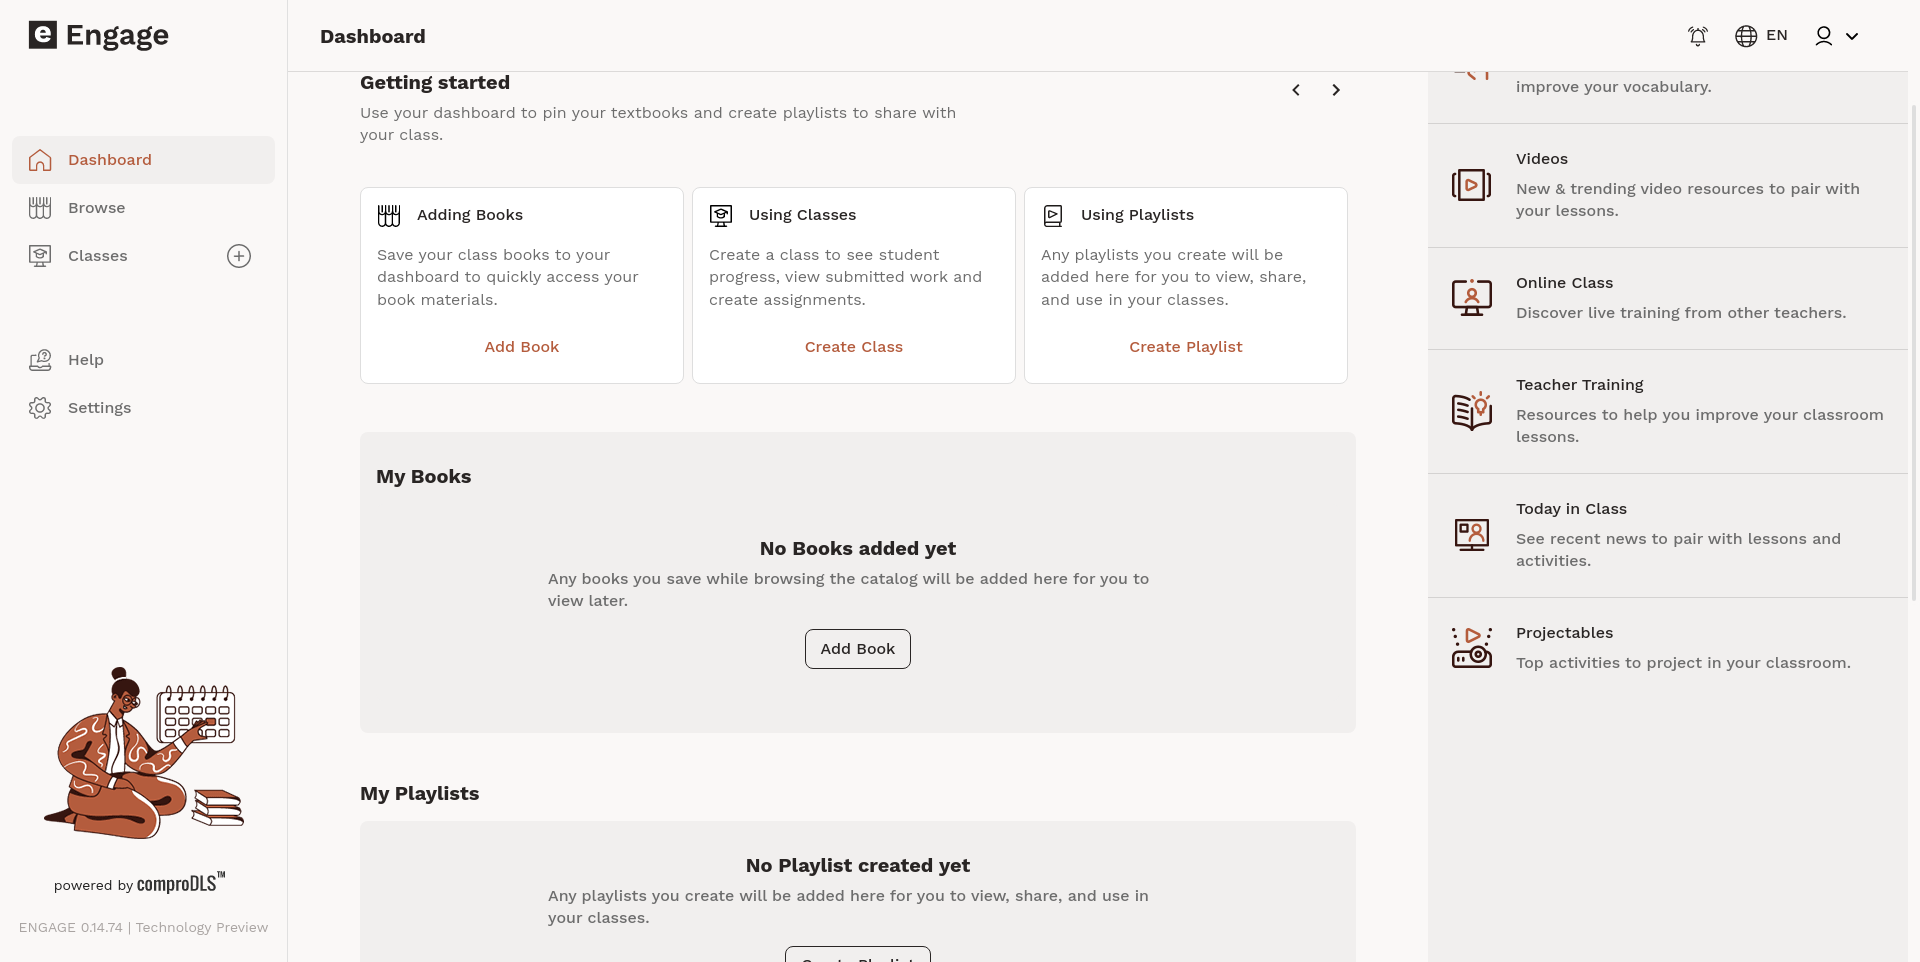 e Engage
Dashboard
EN
Dashboard
Browse
Classes
Help
Settings
powered by comproDLS™
ENGAGE 0.14.74 | Technology Preview
Getting started
Use your dashboard to pin your textbooks and create playlists to share with
your class.
Adding Books
Save your class books to your
dashboard to quickly access your
book materials.
Add Book
Using Classes
Create a class to see student
progress, view submitted work and
create assignments.
Create Class
Using Playlists
Any playlists you create will be
added here for you to view, share,
and use in your classes.
Create Playlist
My Books
No Books added yet
Any books you save while browsing the catalog will be added here for you to
view later.
Add Book
My Playlists
No Playlist created yet
Any playlists you create will be added here for you to view, share, and use in
your classes.
Create Playlist
improve your vocabulary.
Videos
New & trending video resources to pair with
your lessons.
Online Class
Discover live training from other teachers.
Teacher Training
Resources to help you improve your classroom
lessons.
Today in Class
See recent news to pair with lessons and
activities.
Projectables
Top activities to project in your classroom.